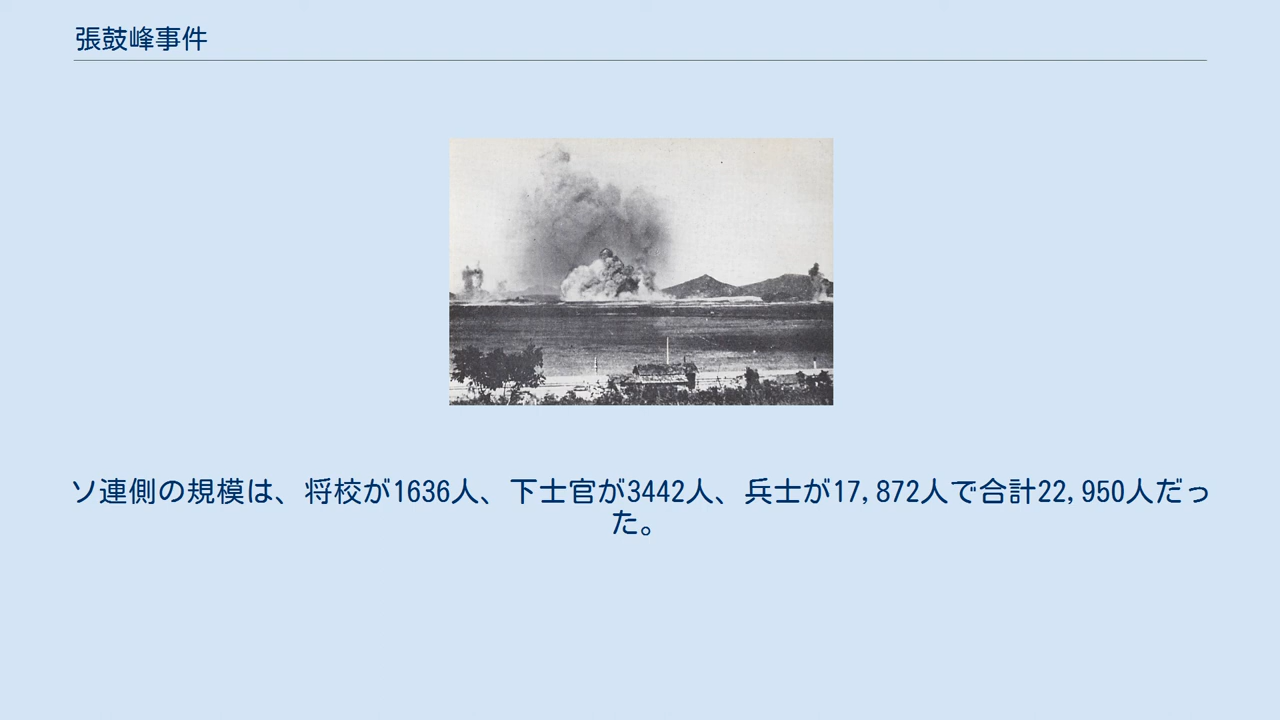 張鼓峰事件
ソ連側の規模は、将校が1636人、下士官が3442人、兵士が17,872人で合計22,950人だっ
た。